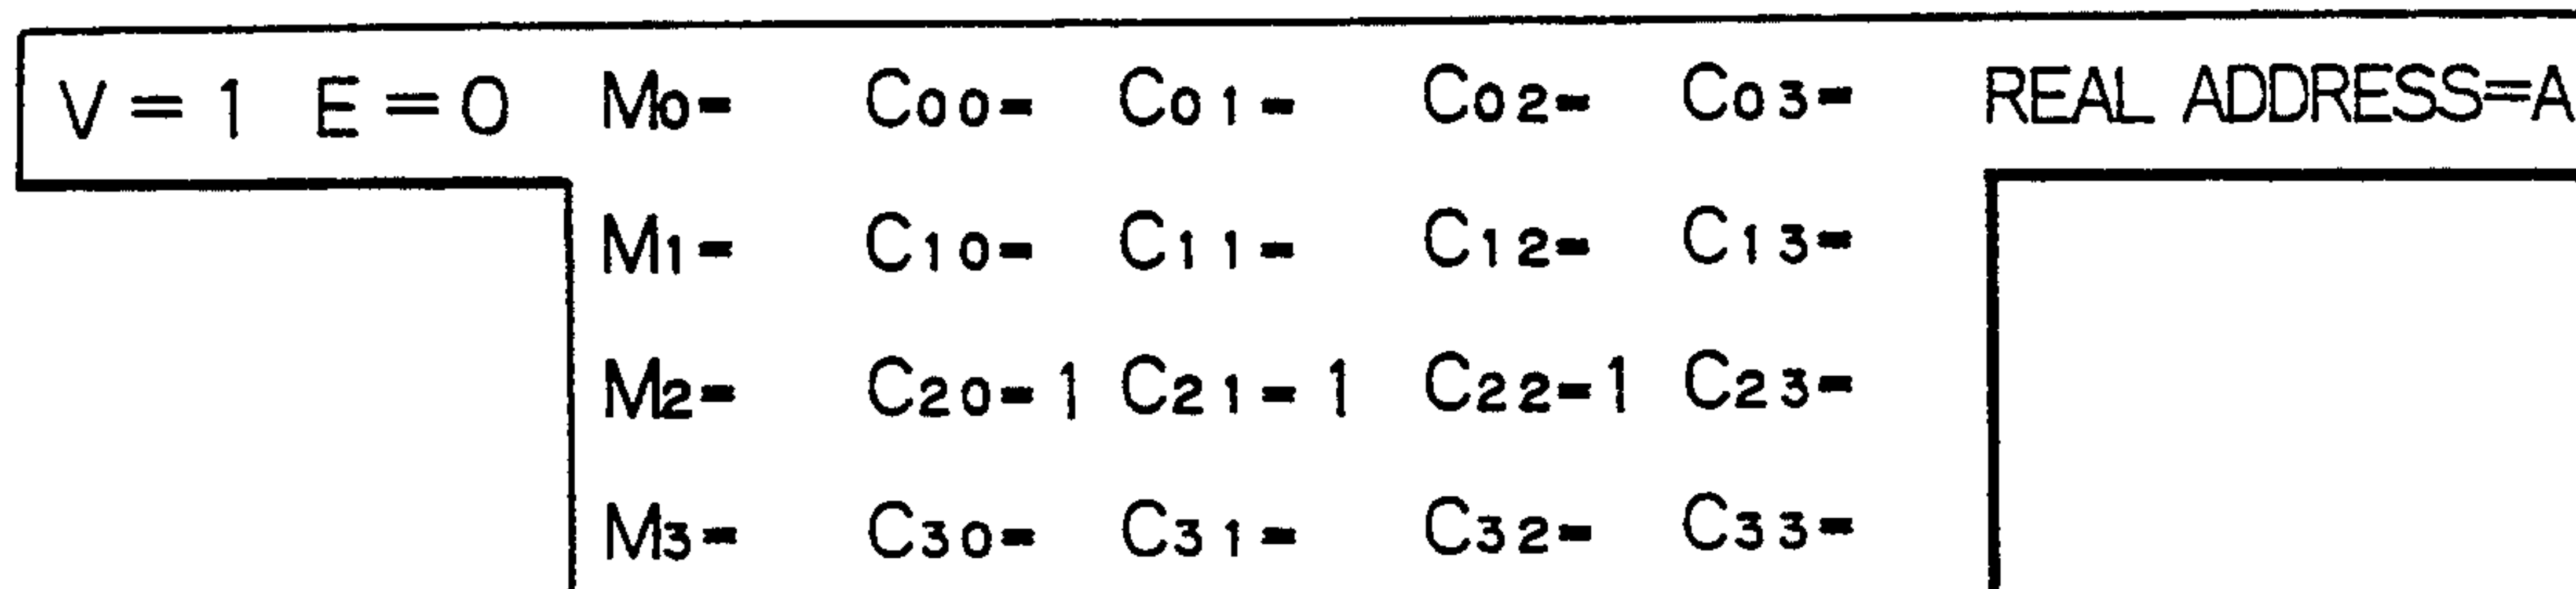 V = 1 E = 0 M0= C00= C01= C02= C03= REAL ADDRESS=A
M1= C10= C11= C12= C13=
M2= C20=1 C21=1 C22=1 C23=
M3= C30= C31= C32= C33=